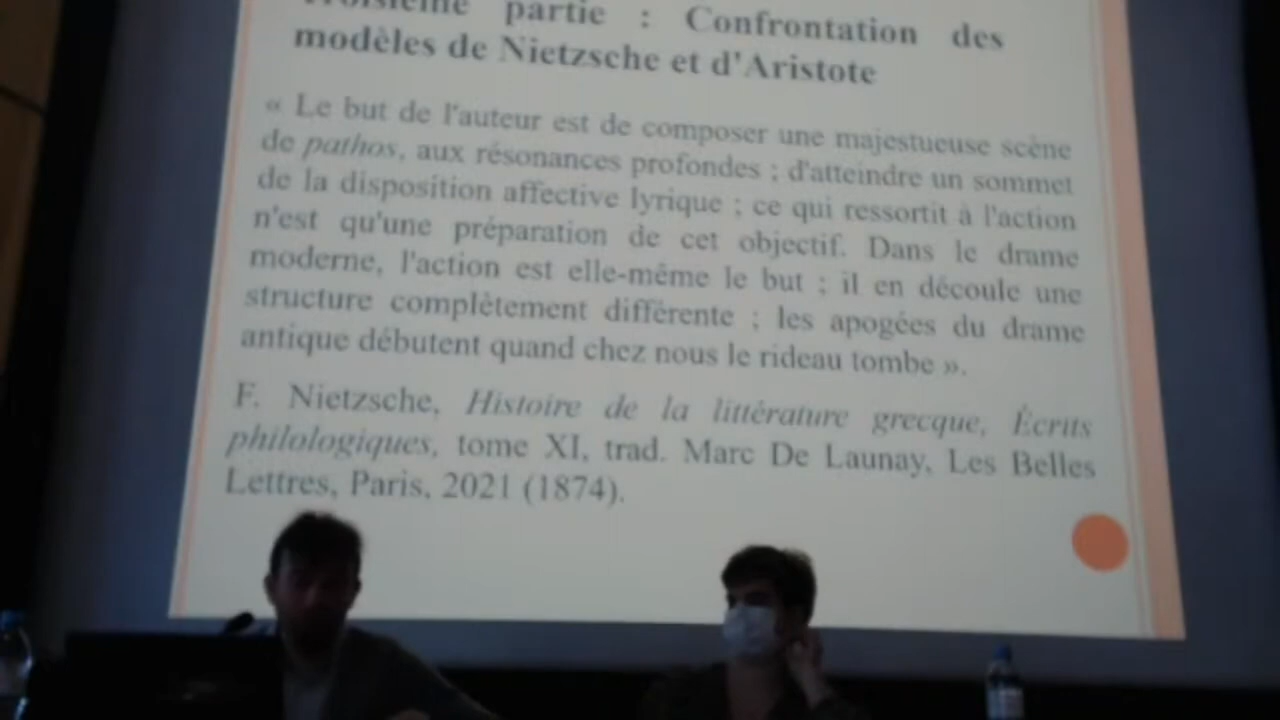 Troisième partie : Confrontation des
modèles de Nietzsche et d'Aristote
« Le but de l'auteur est de composer une majestueuse scène
de pathos, aux résonances profondes ; d'atteindre un sommet
de la disposition affective lyrique ; ce qui ressortit à l'action
n'est qu'une préparation de cet objectif. Dans le drame
moderne, l'action est elle-même le but ; il en découle une
structure complètement différente ; les apogées du drame
antique débutent quand chez nous le rideau tombe ».
F. Nietzsche, Histoire de la littérature grecque, Écrits
philologiques, tome XI, trad. Marc De Launay, Les Belles
Lettres, Paris, 2021 (1874).